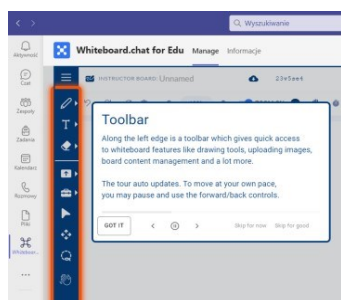 Wyszukiwanie
Aktywność
Czat
Zespoły
Zadania
Kalendarz
Rozmowy
Pliki
Whiteboar...
Whiteboard.chat for Edu Manage Informacje
INSTRUCTOR BOARD: Unnamed
Toolbar
Along the left edge is a toolbar which gives quick access
to whiteboard features like drawing tools, uploading images,
board content management and a lot more.
The tour auto updates. To move at your own pace,
you may pause and use the forward/back controls.
GOT IT
Skip for now Skip for good